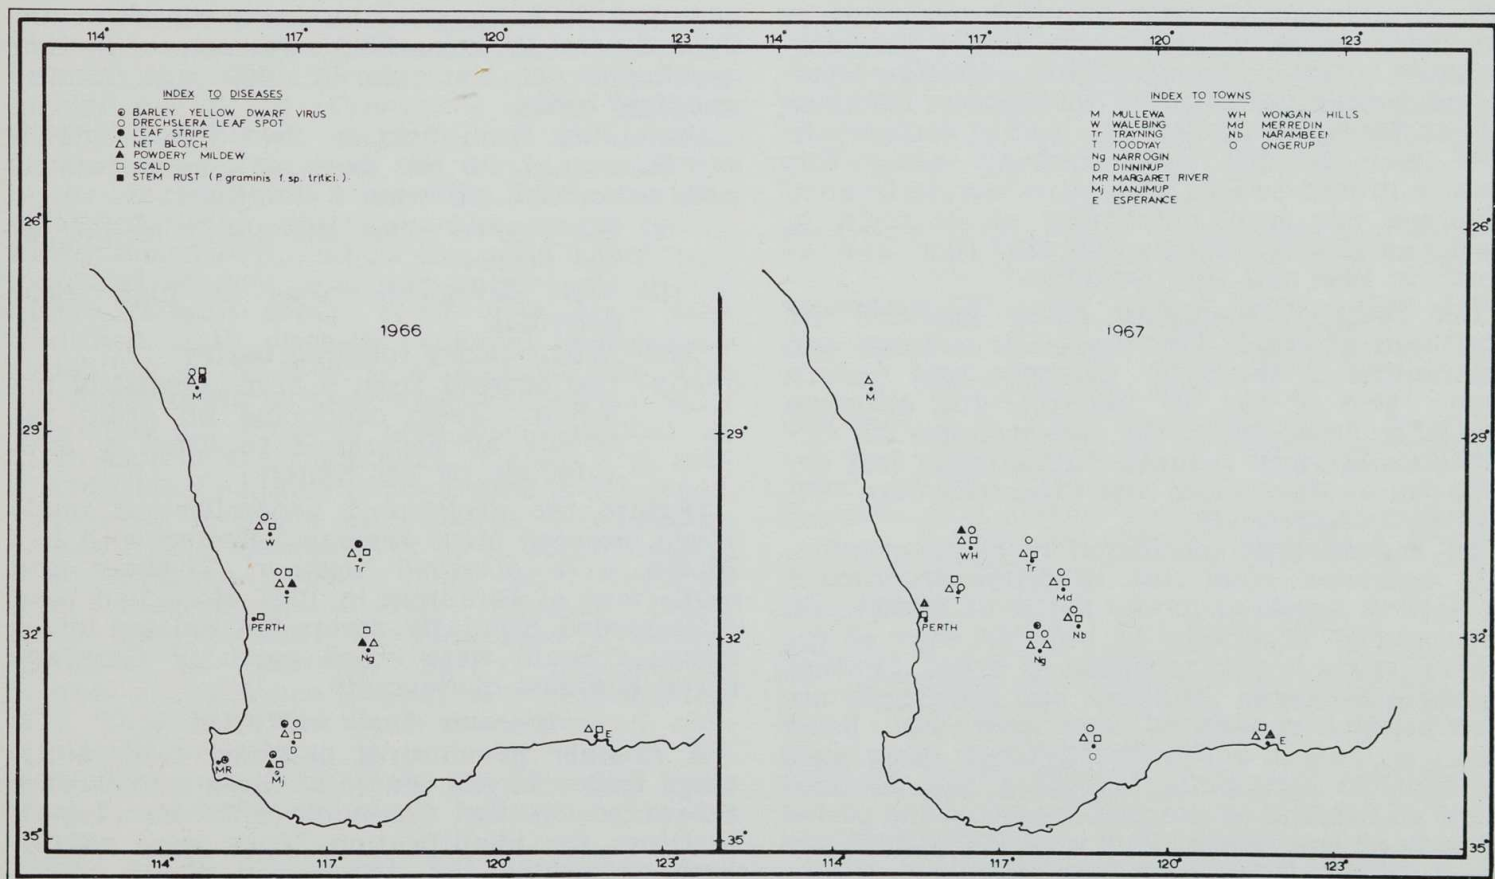 114° 117° 120° 123° 114° 117° 120° 123°
INDEX TO DISEASES
BARLEY YELLOW DWARF VIRUS
DRECHSLERA LEAF SPOT
LEAF STRIPE
NET BLOTCH
POWDERY MILDEW
SCALD
STEM RUST (P. graminis f. sp. tritici.)
INDEX TO TOWNS
M MULLEWA
W WALEBING
Tr TRAYNING
T TOODYAY
Ng NARROGIN
D DINNINUP
MR MARGARET RIVER
Mj MANJIMUP
E ESPERANCE
WH WONGAN HILLS
Md MERREDIN
Nb NARAMBEEN
O ONGERUP
26° 26°
1966
M
29° 29°
W
Tr
T
PERTH
32° 32°
Ng
E
D
MR
Mj
35° 35°
1967
M
29°
WH
Tr
T
Md
PERTH
Nb
32°
Ng
E
O
35°
114° 117° 120° 123° 114° 117° 120° 123°